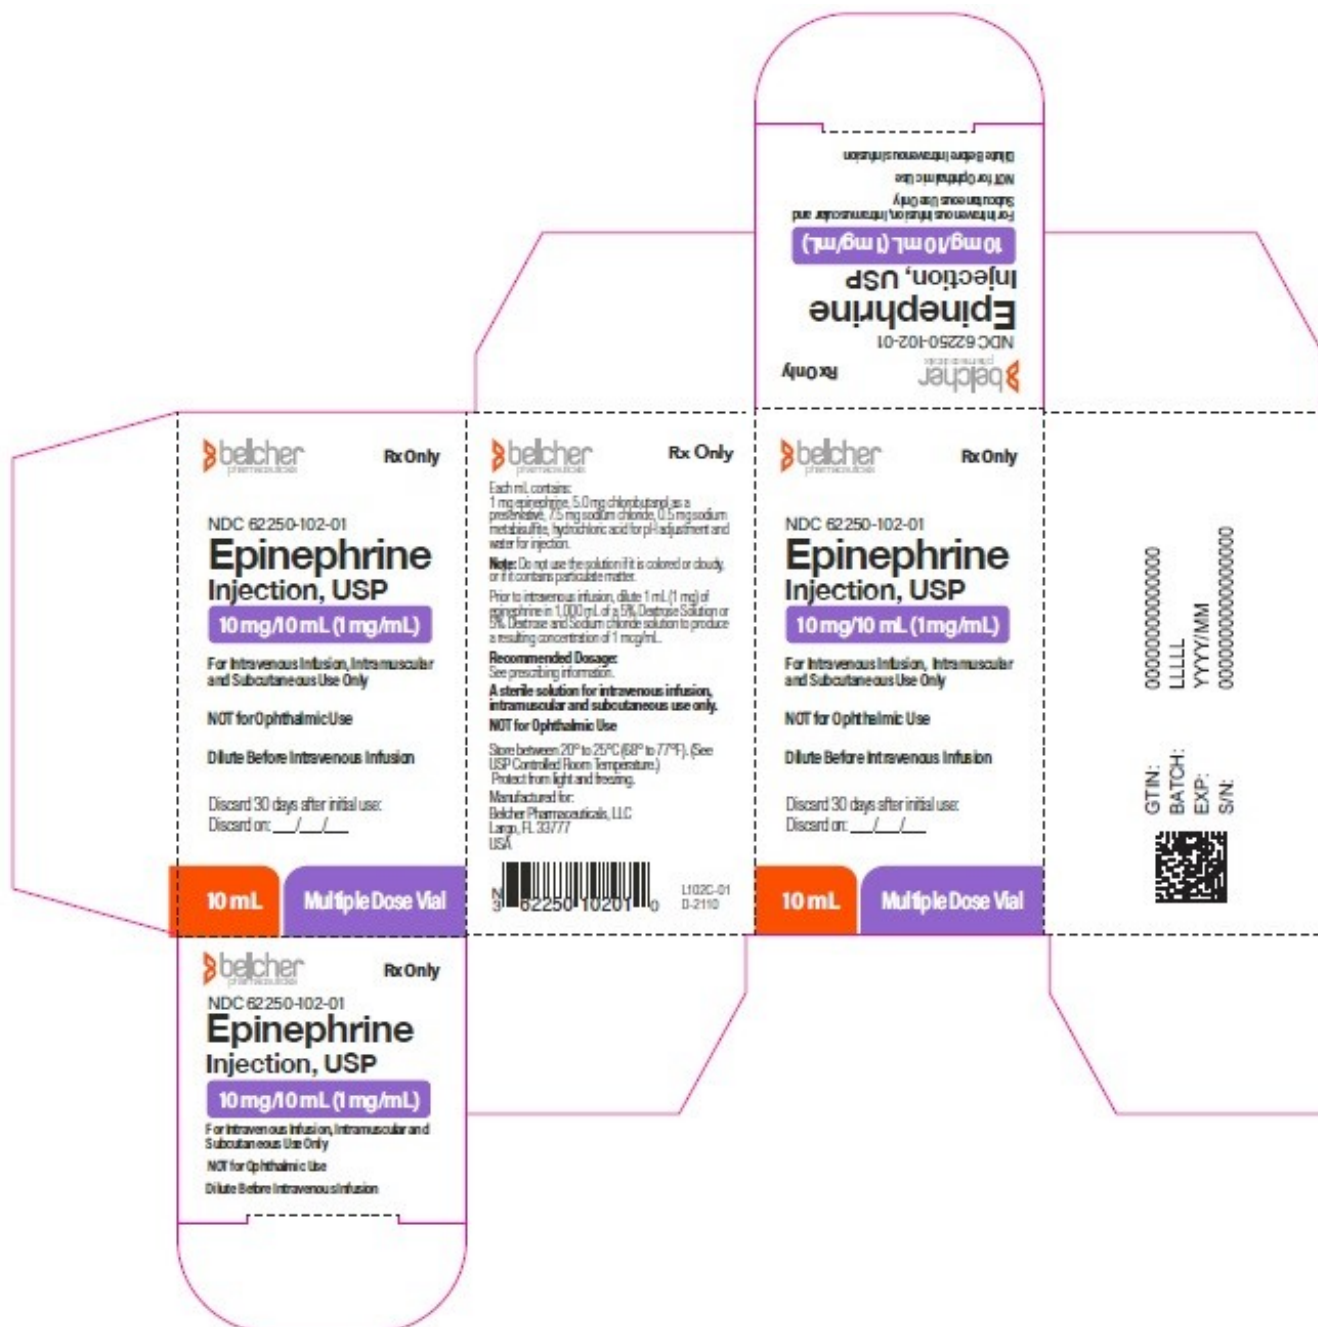 Dilute Before Intravenous Infusion
NOT for Ophthalmic Use
Subcutaneous Use Only
For Intravenous Infusion, Intramuscular and
10 mg/10 mL (1 mg/mL)
Injection, USP
Epinephrine
NDC 62250-102-01
belcher
pharmaceuticals
Rx Only
belcher
pharmaceuticals
Rx Only
NDC 62250-102-01
Epinephrine
Injection, USP
10 mg/10 mL (1 mg/mL)
For Intravenous Infusion, Intramuscular
and Subcutaneous Use Only
NOT for Ophthalmic Use
Dilute Before Intravenous Infusion
Discard 30 days after initial use:
Discard on: ___/___/___
10 mL
Multiple Dose Vial
belcher
pharmaceuticals
Rx Only
Each mL contains:
1 mg epinephrine, 5.0 mg chlorobutanol as a
preservative, 7.5 mg sodium chloride, 0.5 mg sodium
metabisulfite, hydrochloric acid for pH adjustment and
water for injection.
Note: Do not use the solution if it is colored or cloudy,
or if it contains particulate matter.
Prior to intravenous infusion, dilute 1 mL (1 mg) of
epinephrine in 1,000 mL of a 5% Dextrose Solution or
5% Dextrose and Sodium chloride solution to produce
a resulting concentration of 1 mcg/mL.
Recommended Dosage:
See prescribing information.
A sterile solution for intravenous infusion,
intramuscular and subcutaneous use only.
NOT for Ophthalmic Use
Store between 20° to 25°C (68° to 77°F). (See
USP Controlled Room Temperature.)
Protect from light and freezing.
Manufactured for:
Belcher Pharmaceuticals, LLC
Largo, FL 33777
USA
N
3 62250 10201 0
L102C-01
D-2110
belcher
pharmaceuticals
Rx Only
NDC 62250-102-01
Epinephrine
Injection, USP
10 mg/10 mL (1mg/mL)
For Intravenous Infusion, Intramuscular
and Subcutaneous Use Only
NOT for Ophthalmic Use
Dilute Before Intravenous Infusion
Discard 30 days after initial use:
Discard on: ___/___/___
10 mL
Multiple Dose Vial
GTIN: 00000000000000
BATCH: LLLLL
EXP: YYYY/MM
S/N: 0000000000000000
belcher
pharmaceuticals
Rx Only
NDC 62250-102-01
Epinephrine
Injection, USP
10 mg/10 mL (1 mg/mL)
For Intravenous Infusion, Intramuscular and
Subcutaneous Use Only
NOT for Ophthalmic Use
Dilute Before Intravenous Infusion